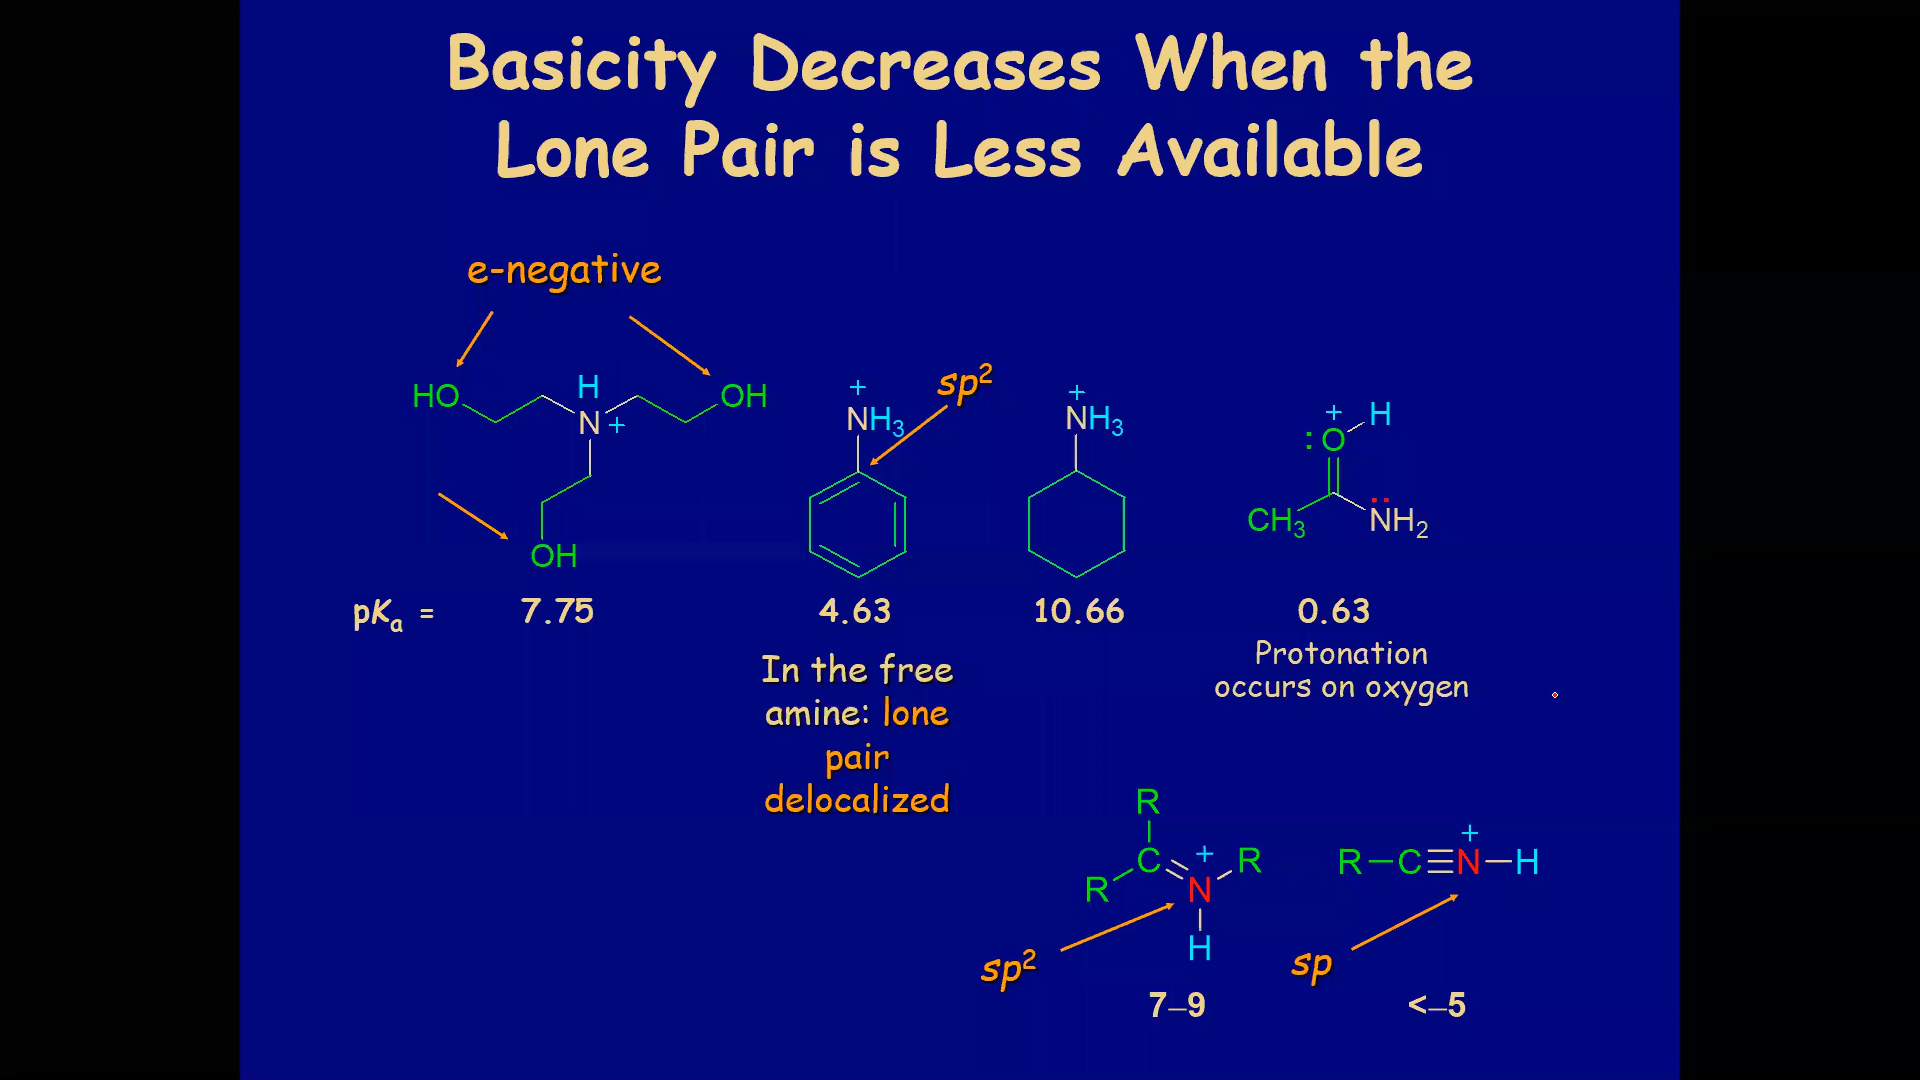 Basicity Decreases When the
Lone Pair is Less Available
e-negative
sp²
HO
H
N
+
OH
OH
+
NH₃
+
NH₃
+
H
:O
CH₃
NH₂
pKₐ =
7.75
4.63
10.66
0.63
In the free
amine: lone
pair
delocalized
Protonation
occurs on oxygen
R
C
+
R
R
N
H
+
R–C≡N–H
sp²
sp
7–9
<–5